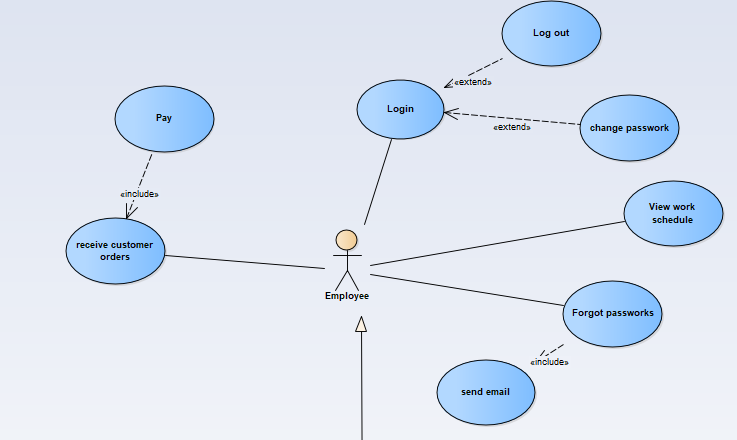 Log out
«extend»
Login
Pay
«extend»
change passwork
«include»
View work
schedule
receive customer
orders
Employee
Forgot passworks
«include»
send email